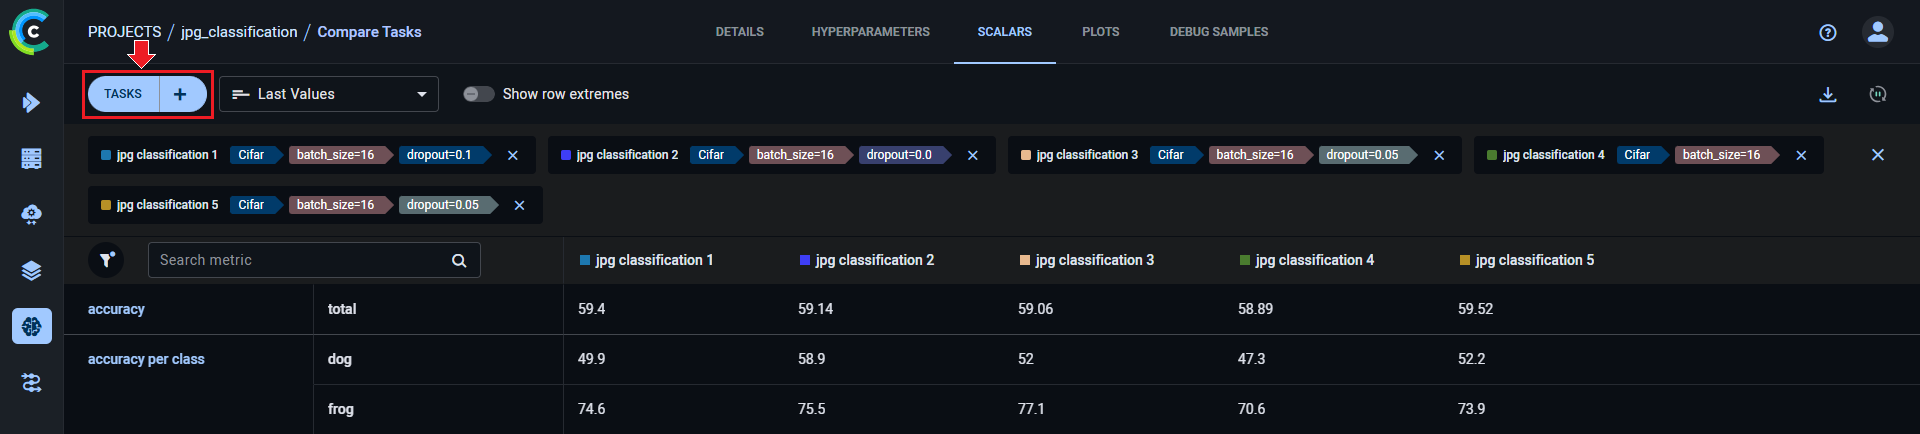 PROJECTS / jpg_classification / Compare Tasks
DETAILS HYPERPARAMETERS SCALARS PLOTS DEBUG SAMPLES
TASKS + Last Values Show row extremes
jpg classification 1 Cifar batch_size=16 dropout=0.1 jpg classification 2 Cifar batch_size=16 dropout=0.0 jpg classification 3 Cifar batch_size=16 dropout=0.05 jpg classification 4 Cifar batch_size=16
jpg classification 5 Cifar batch_size=16 dropout=0.05
Search metric jpg classification 1 jpg classification 2 jpg classification 3 jpg classification 4 jpg classification 5
accuracy total 59.4 59.14 59.06 58.89 59.52
accuracy per class dog 49.9 58.9 52 47.3 52.2
frog 74.6 75.5 77.1 70.6 73.9